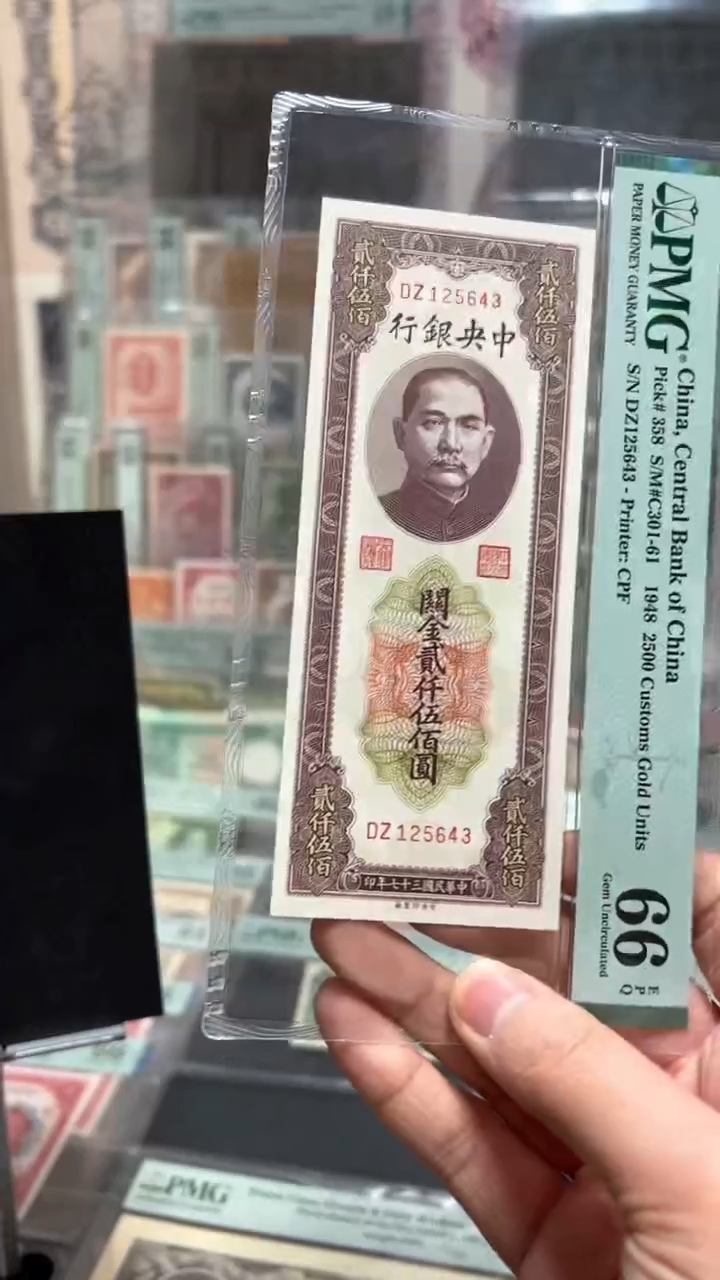 貳仟伍佰
貳仟伍佰
DZ125643
行銀央中
關金貳仟伍佰圓
DZ125643
貳仟伍佰
貳仟伍佰
印年七十三國民華中
PMG®
PAPER MONEY GUARANTY
China, Central Bank of China
Pick# 358 S/M#C301-61 1948 2500 Customs Gold Units
S/N DZ125643 - Printer: CPF
66 EPQ
Gem Uncirculated
PMG